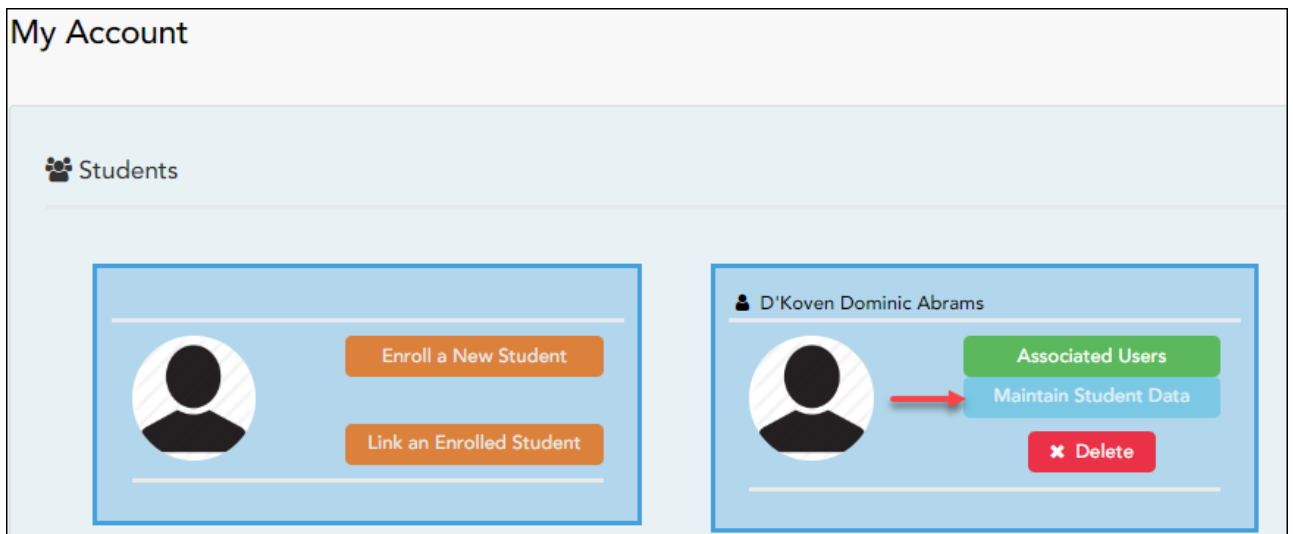 My Account
Students
Enroll a New Student
Link an Enrolled Student
D'Koven Dominic Abrams
Associated Users
Maintain Student Data
✖ Delete